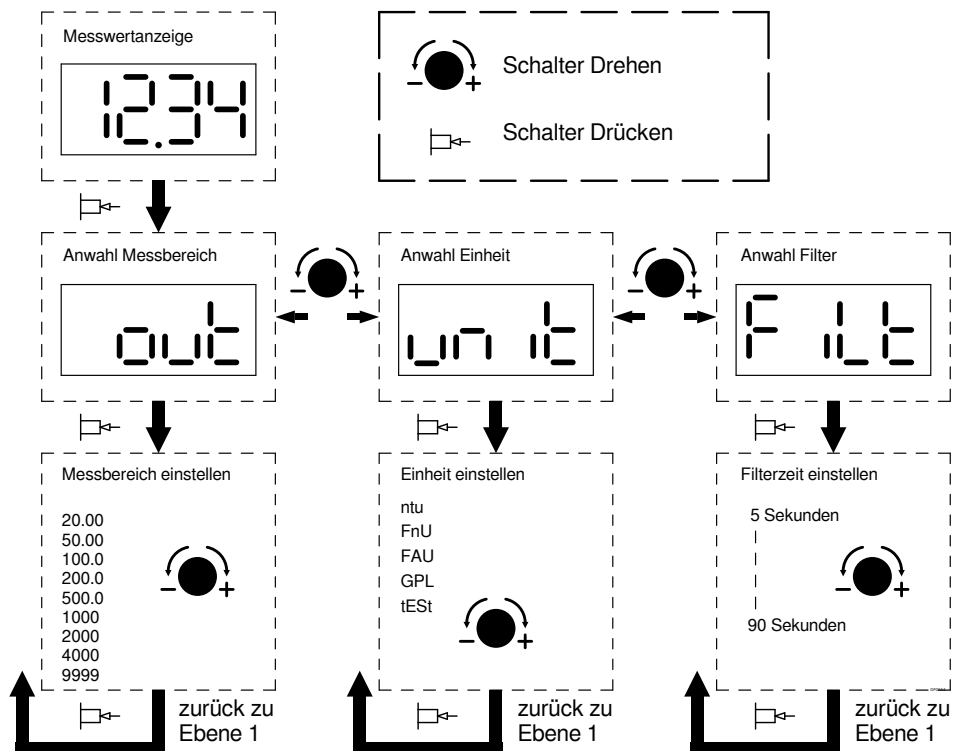 Messwertanzeige
12.34
- +
Schalter Drehen
Schalter Drücken
Anwahl Messbereich
out
- +
Anwahl Einheit
unit
- +
Anwahl Filter
FiLt
Messbereich einstellen
20.00
50.00
100.0
200.0
500.0
1000
2000
4000
9999
- +
zurück zu
Ebene 1
Einheit einstellen
ntu
FnU
FAU
GPL
tESt
- +
zurück zu
Ebene 1
Filterzeit einstellen
5 Sekunden
90 Sekunden
- +
zurück zu
Ebene 1